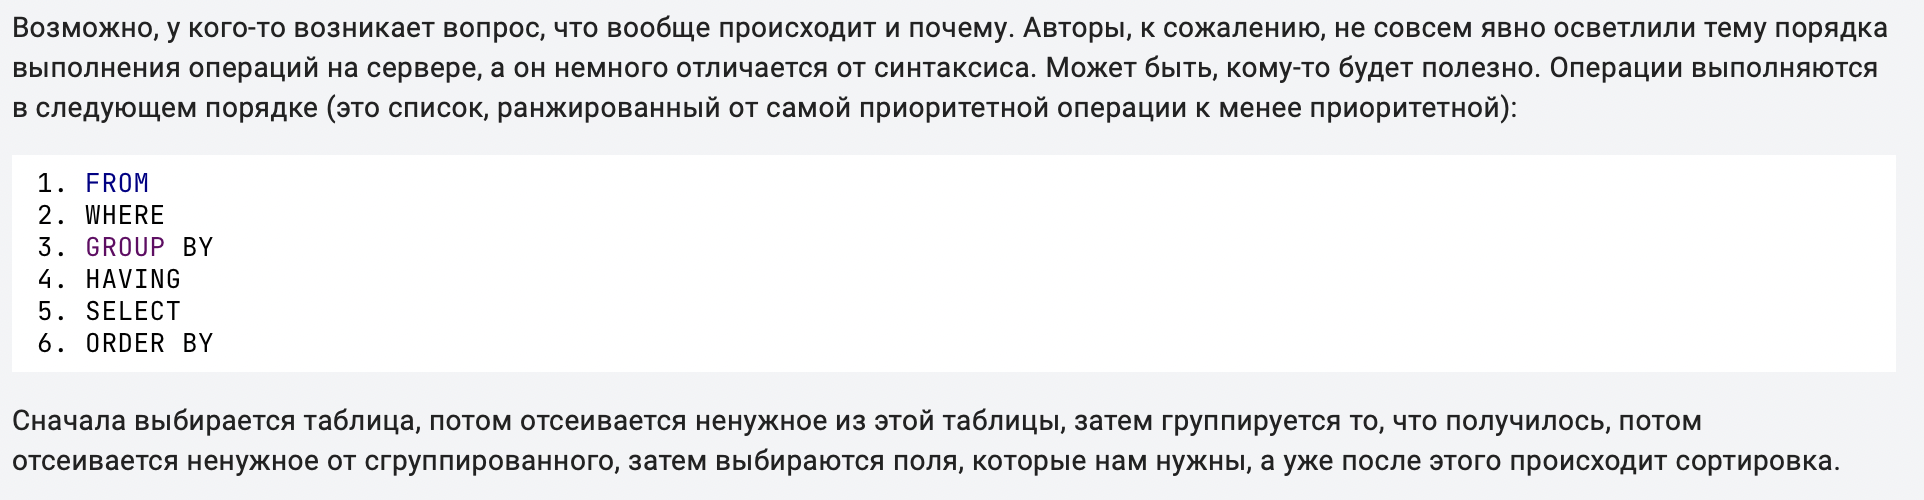 Возможно, у кого-то возникает вопрос, что вообще происходит и почему. Авторы, к сожалению, не совсем явно осветлили тему порядка
выполнения операций на сервере, а он немного отличается от синтаксиса. Может быть, кому-то будет полезно. Операции выполняются
в следующем порядке (это список, ранжированный от самой приоритетной операции к менее приоритетной):
1. FROM
2. WHERE
3. GROUP BY
4. HAVING
5. SELECT
6. ORDER BY
Сначала выбирается таблица, потом отсеивается ненужное из этой таблицы, затем группируется то, что получилось, потом
отсеивается ненужное от сгруппированного, затем выбираются поля, которые нам нужны, а уже после этого происходит сортировка.